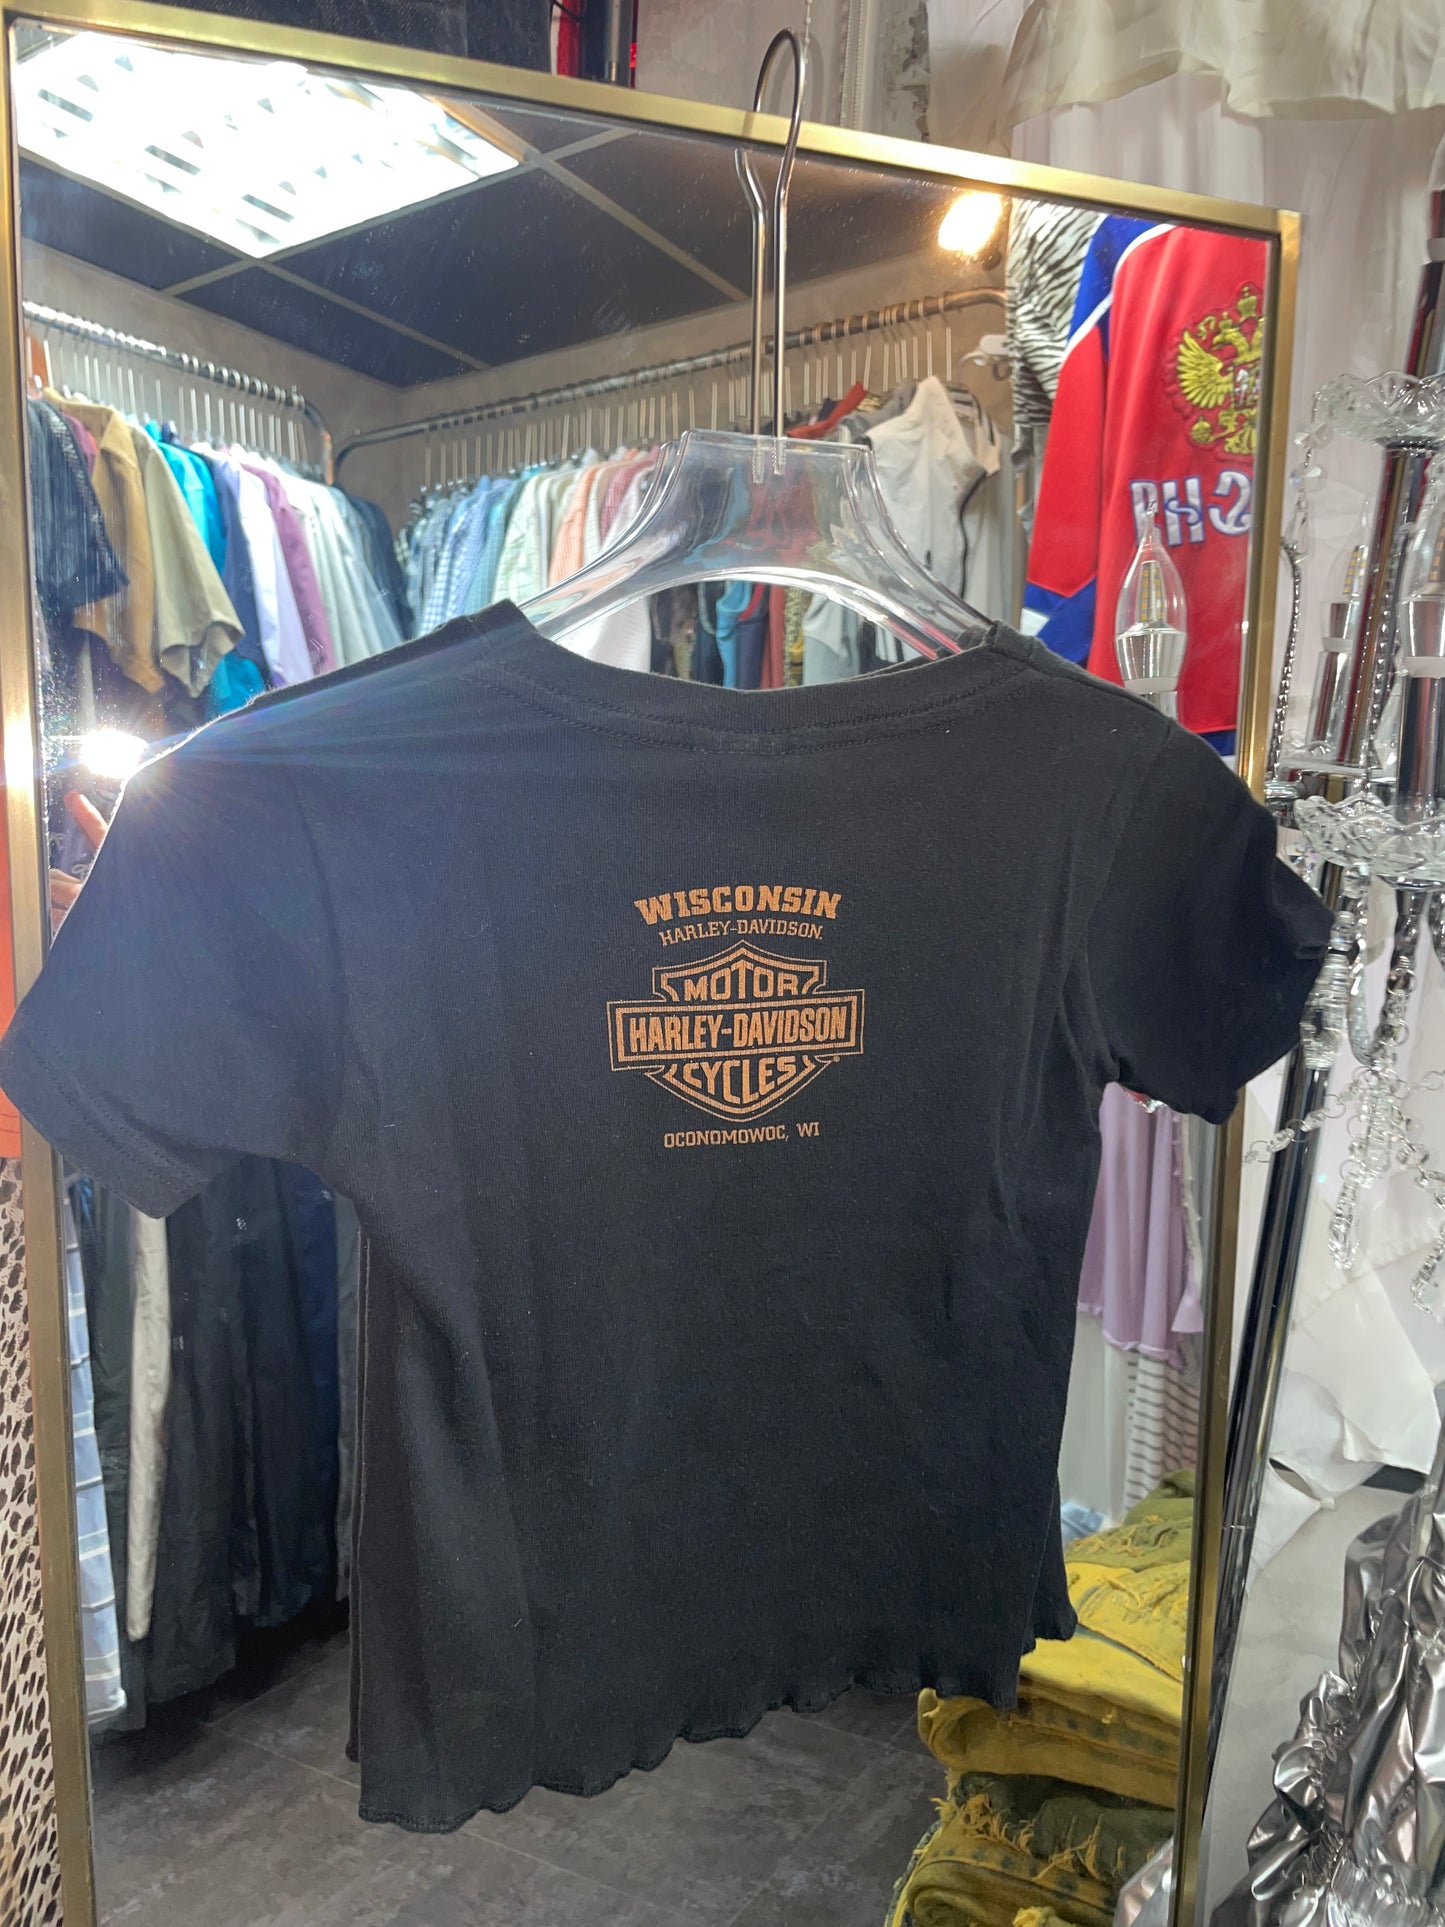 WISCONSIN
HARLEY-DAVIDSON
MOTOR
HARLEY-DAVIDSON
CYCLES
OCONOMOWOC, WI